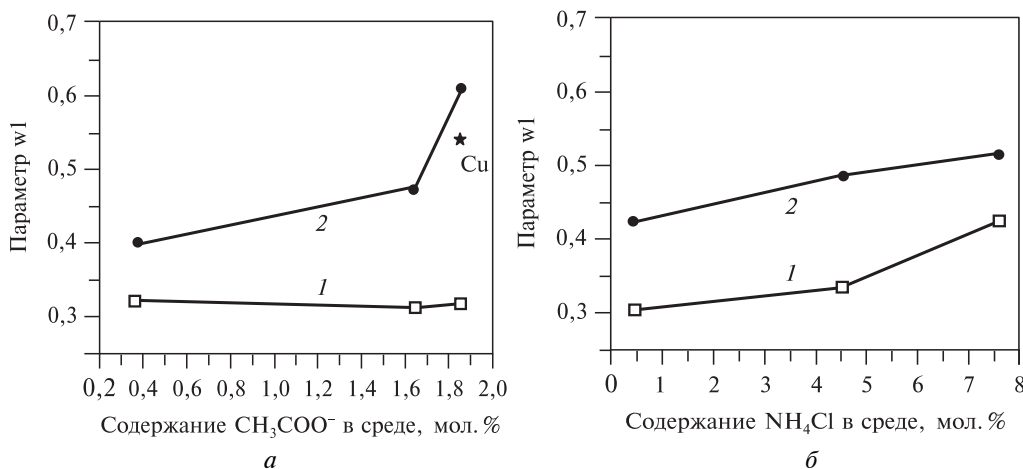 0,7
0,6
0,5
0,4
0,3
Параметр w1
2
1
Cu
0,2 0,4 0,6 0,8 1,0 1,2 1,4 1,6 1,8 2,0
Содержание CH₃COO⁻ в среде, мол. %
а
0,7
0,6
0,5
0,4
0,3
Параметр w1
2
1
0 1 2 3 4 5 6 7 8
Содержание NH₄Cl в среде, мол. %
б